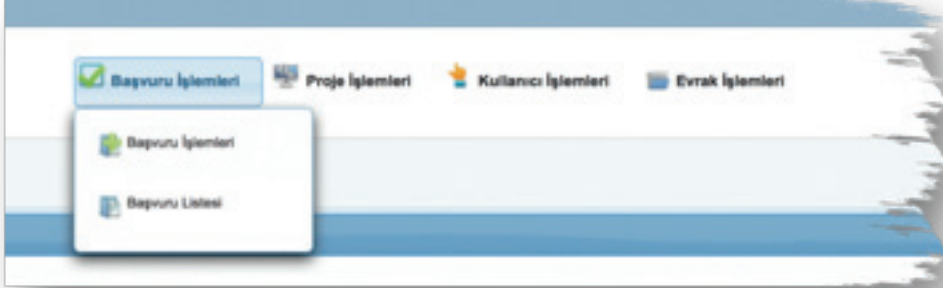 Başvuru İşlemleri Proje İşlemleri Kullanıcı İşlemleri Evrak İşlemleri
Başvuru İşlemleri
Başvuru Listesi